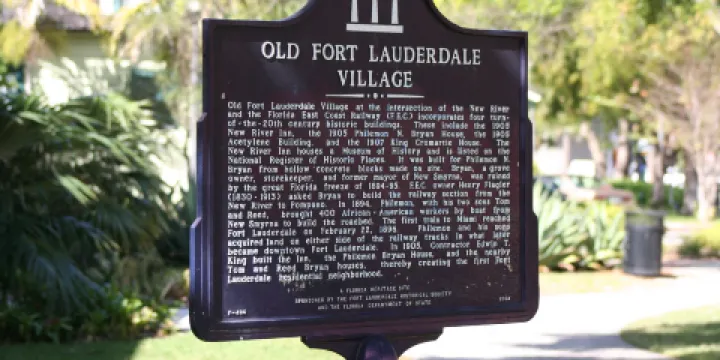 OLD FORT LAUDERDALE
VILLAGE
Old Fort Lauderdale Village at the intersection of the New River
and the Florida East Coast Railway (F.E.C.) incorporates four turn-
of-the-20th century historic buildings. These include the 1905
New River Inn, the 1905 Philemon N. Bryan House, the 1905
Acetylene Building, and the 1907 King Cromartie House. The
New River Inn houses a Museum of History and is listed on the
National Register of Historic Places. It was built for Philemon N.
Bryan from hollow concrete blocks made on site. Bryan, a grove
owner, storekeeper, and former mayor of New Smyrna, was ruined
by the great Florida freeze of 1894-95. F.E.C. owner Henry Flagler
(1830-1913) asked Bryan to build the railway section from the
New River to Pompano. In 1894, Philemon, with his two sons Tom
and Reed, brought 400 African-American workers by boat from
New Smyrna to build the roadbed. The first train to Miami reached
Fort Lauderdale on February 22, 1896. Philemon and his sons
acquired land on either side of the railway tracks in what later
became downtown Fort Lauderdale. In 1905, Contractor Edwin T.
King built the Inn, the Philemon Bryan House, and the nearby
Tom and Reed Bryan houses, thereby creating the first Fort
Lauderdale residential neighborhood.
A FLORIDA HERITAGE SITE
SPONSORED BY THE FORT LAUDERDALE HISTORICAL SOCIETY
AND THE FLORIDA DEPARTMENT OF STATE